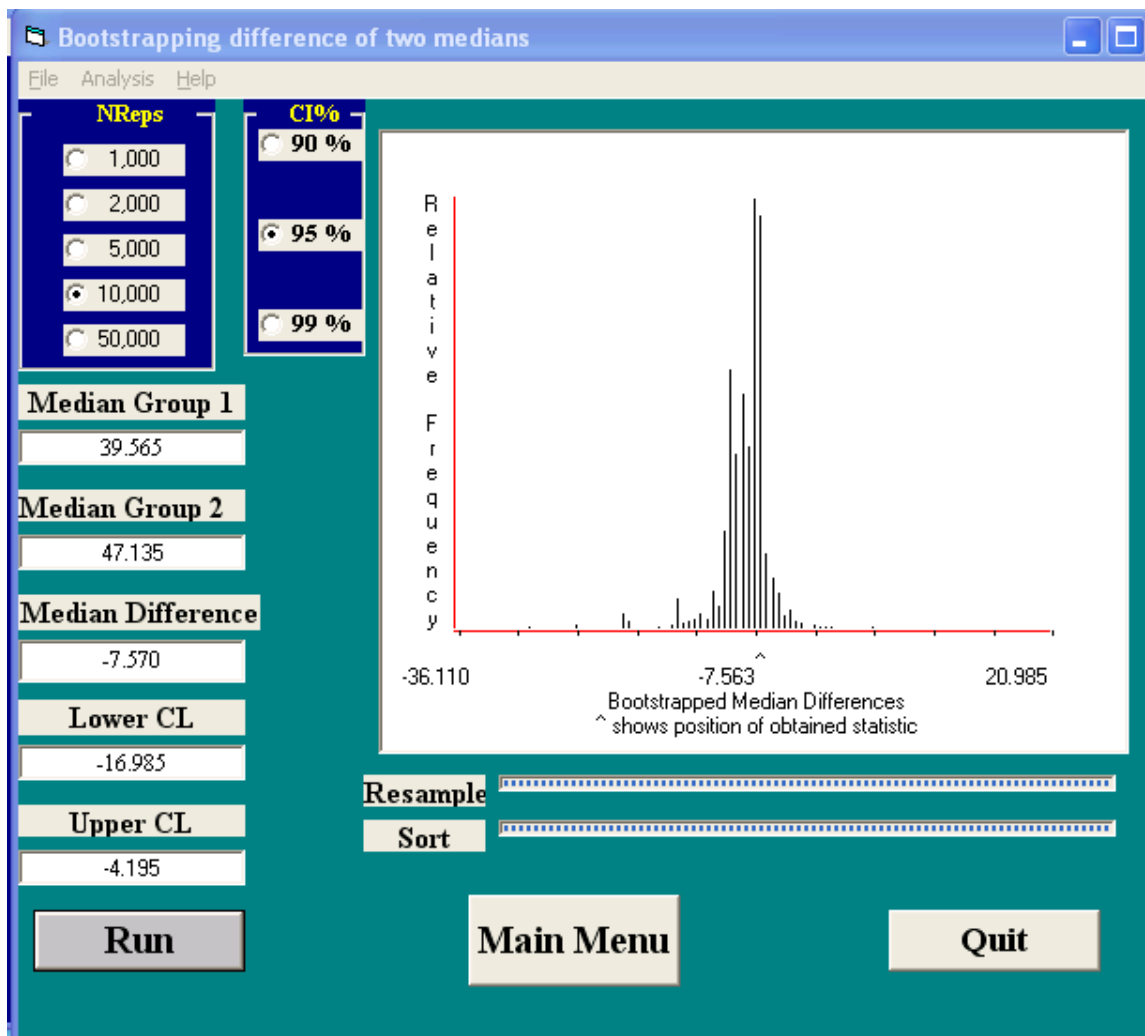 Bootstrapping difference of two medians
File Analysis Help
NReps
1,000
2,000
5,000
10,000
50,000
CI%
90 %
95 %
99 %
Median Group 1
39.565
Median Group 2
47.135
Median Difference
-7.570
Lower CL
-16.985
Upper CL
-4.195
Relative Frequency
^
-36.110 -7.563 20.985
Bootstrapped Median Differences
^ shows position of obtained statistic
Resample
Sort
Run
Main Menu
Quit